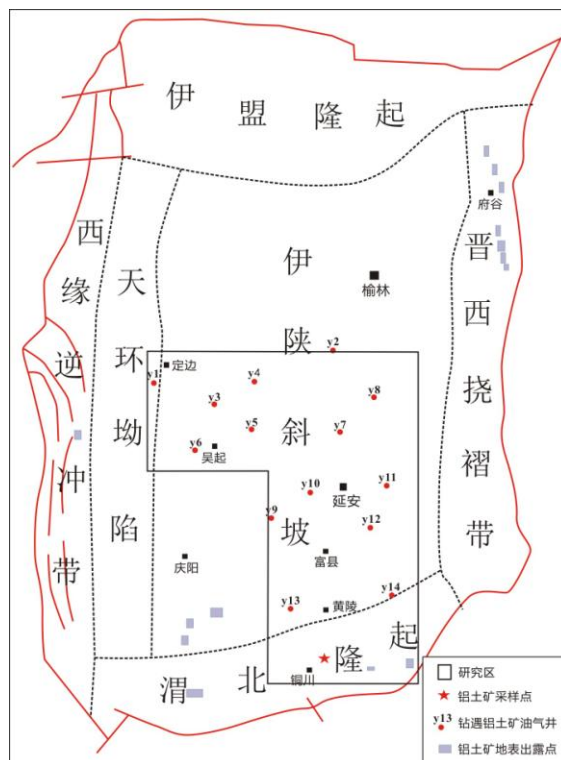 伊盟隆起
府谷
西缘逆冲带
天环坳陷
伊陕斜坡
晋西挠褶带
榆林
y2
定边
y1
y4
y3
y8
y5
y7
y6
吴起
y10
y11
延安
y9
y12
富县
庆阳
y14
y13
黄陵
渭北隆起
铜川
研究区
铝土矿采样点
y13 钻遇铝土矿油气井
铝土矿地表出露点